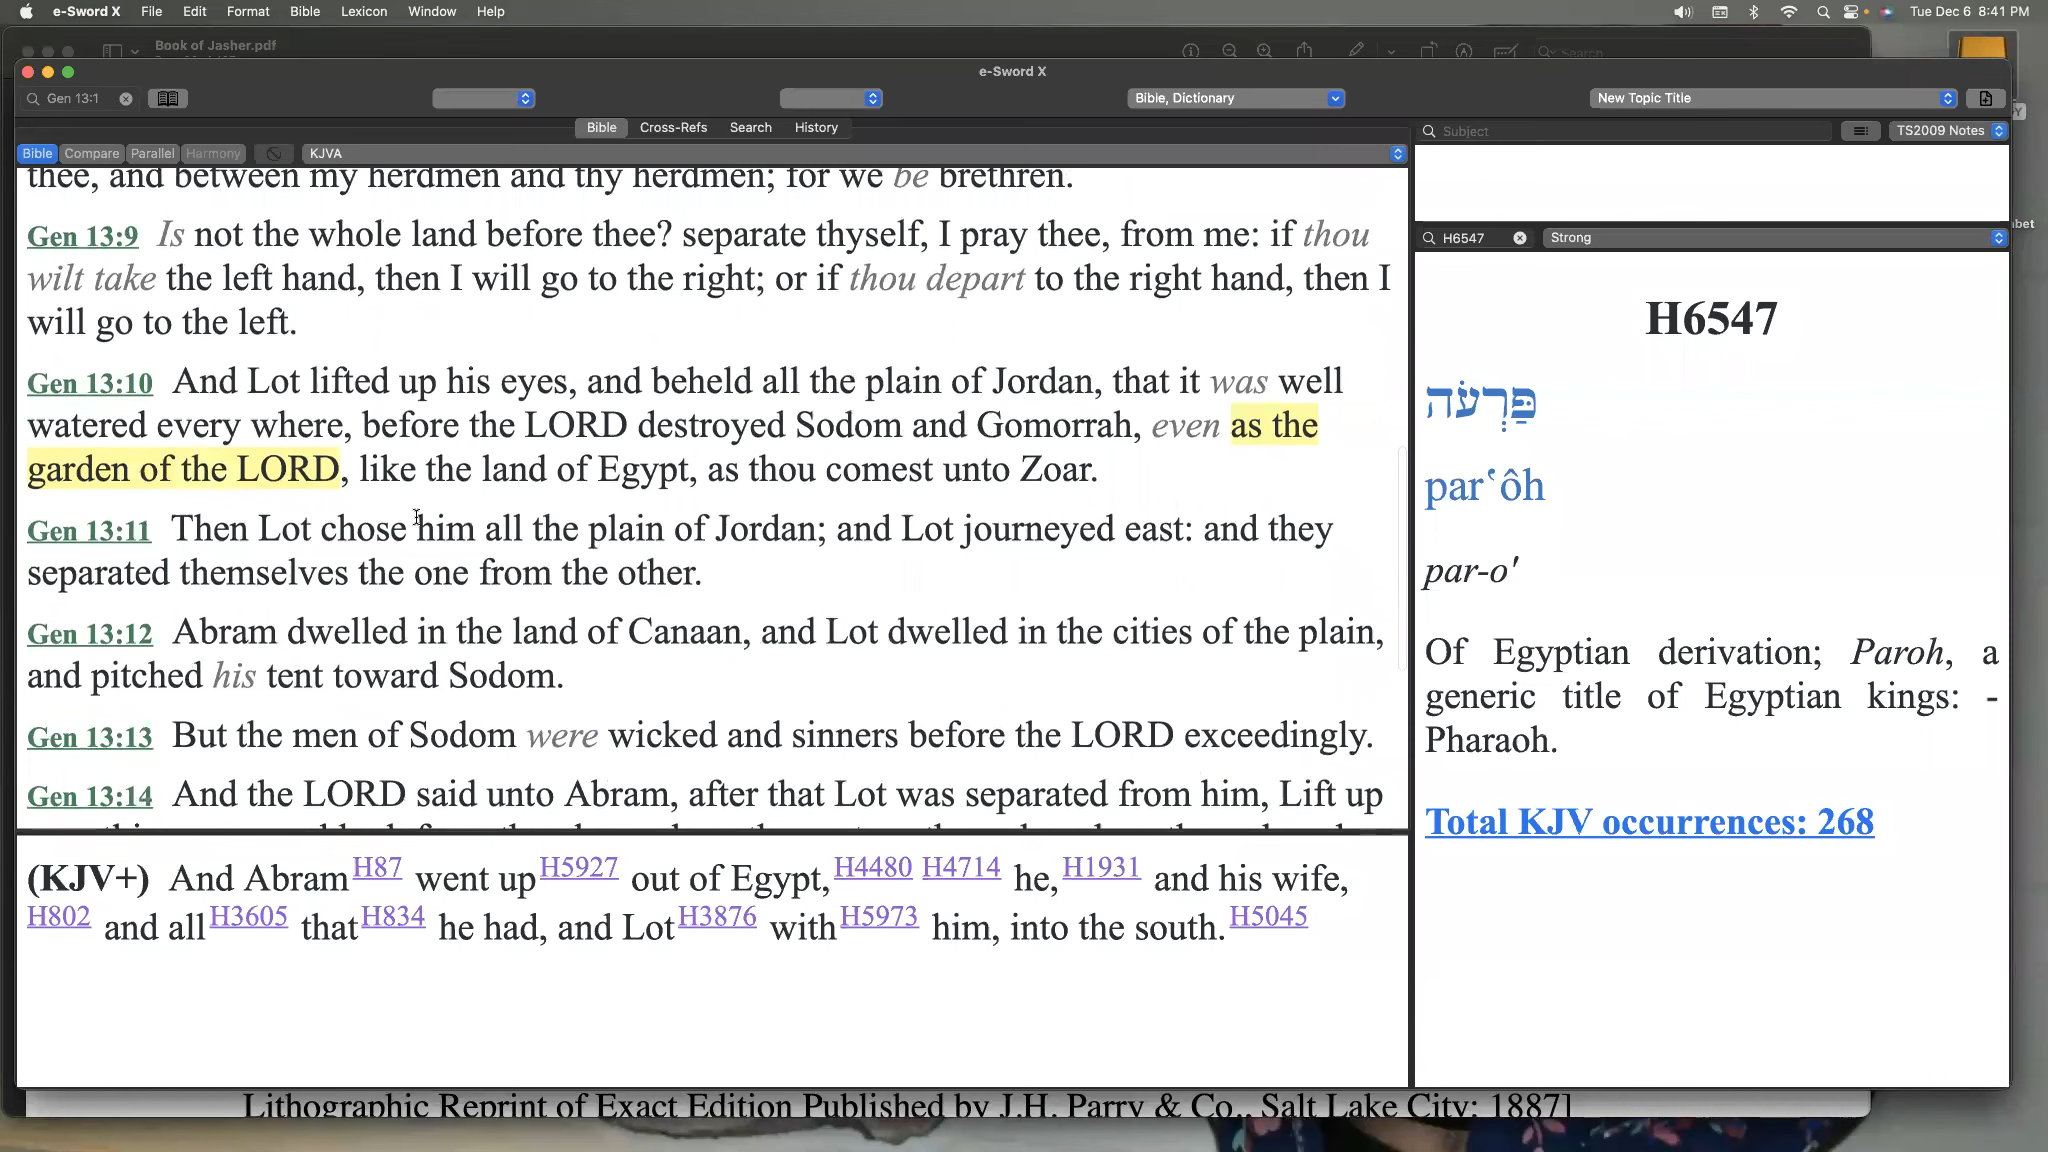 e-Sword X File Edit Format Bible Lexicon Window Help Tue Dec 6 8:41 PM
Book of Jasher.pdf
Search
e-Sword X
Gen 13:1 Bible, Dictionary New Topic Title
Bible Cross-Refs Search History
Subject TS2009 Notes
Bible Compare Parallel Harmony KJVA
thee, and between my herdmen and thy herdmen; for we be brethren.
Gen 13:9 Is not the whole land before thee? separate thyself, I pray thee, from me: if thou
wilt take the left hand, then I will go to the right; or if thou depart to the right hand, then I
will go to the left.
Gen 13:10 And Lot lifted up his eyes, and beheld all the plain of Jordan, that it was well
watered every where, before the LORD destroyed Sodom and Gomorrah, even as the
garden of the LORD, like the land of Egypt, as thou comest unto Zoar.
Gen 13:11 Then Lot chose him all the plain of Jordan; and Lot journeyed east: and they
separated themselves the one from the other.
Gen 13:12 Abram dwelled in the land of Canaan, and Lot dwelled in the cities of the plain,
and pitched his tent toward Sodom.
Gen 13:13 But the men of Sodom were wicked and sinners before the LORD exceedingly.
Gen 13:14 And the LORD said unto Abram, after that Lot was separated from him, Lift up
(KJV+) And Abram H87 went up H5927 out of Egypt, H4480 H4714 he, H1931 and his wife,
H802 and all H3605 that H834 he had, and Lot H3876 with H5973 him, into the south. H5045
H6547 Strong
H6547
פַּרְעֹה
par‛ôh
par-o'
Of Egyptian derivation; Paroh, a
generic title of Egyptian kings: -
Pharaoh.
Total KJV occurrences: 268
Lithographic Reprint of Exact Edition Published by J.H. Parry & Co., Salt Lake City: 1887]